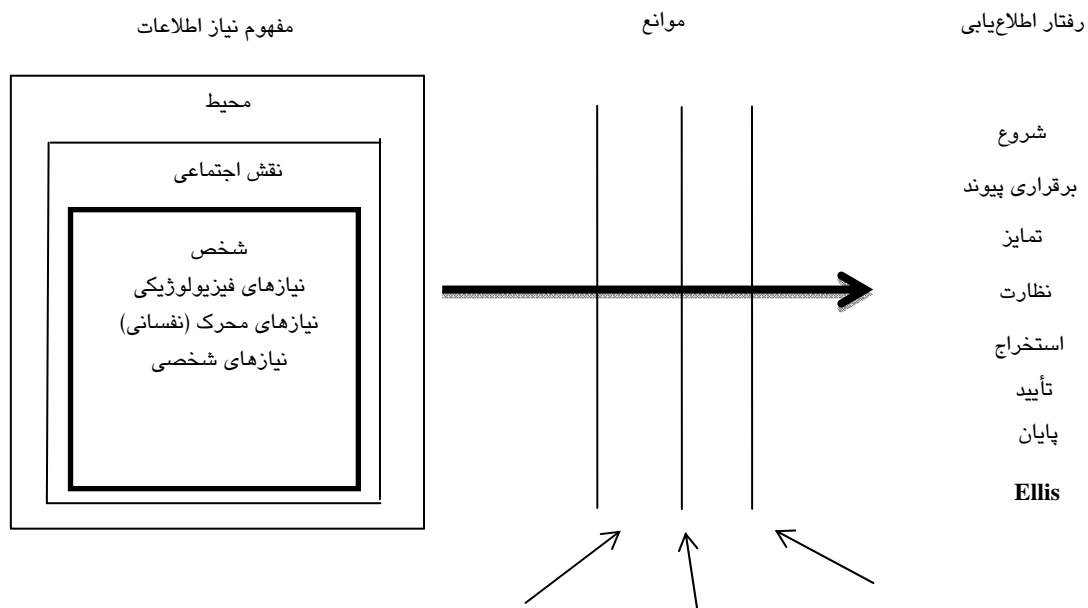 رفتار اطلاع‌یابی
موانع
مفهوم نیاز اطلاعات
محیط
نقش اجتماعی
شخص
نیازهای فیزیولوژیکی
نیازهای محرک (نفسانی)
نیازهای شخصی
شروع
برقراری پیوند
تمایز
نظارت
استخراج
تأیید
پایان
Ellis